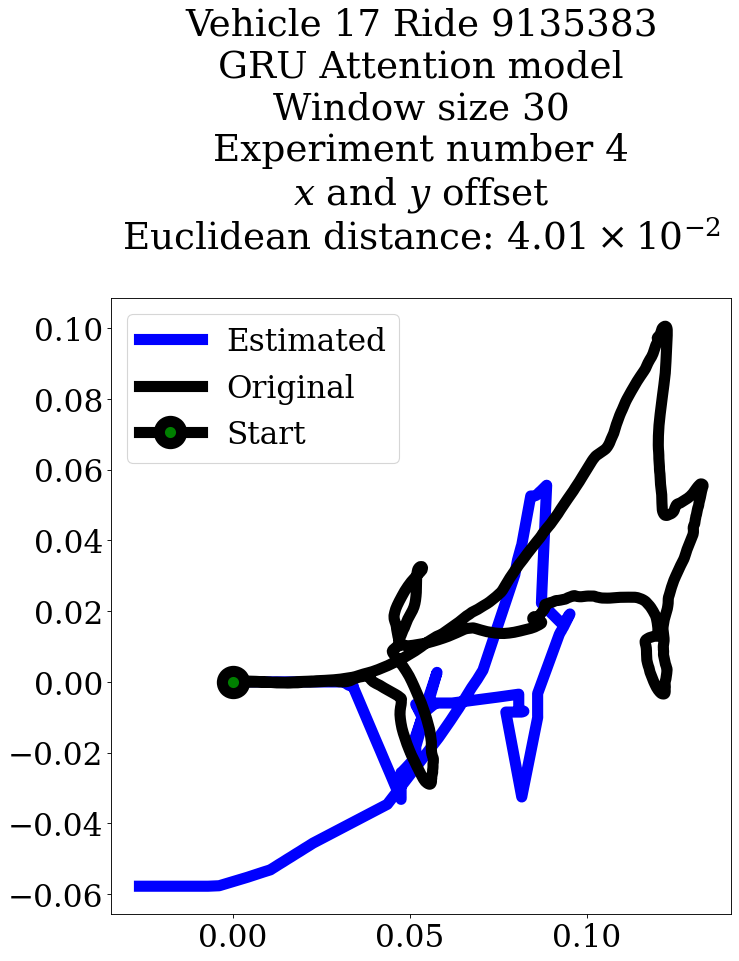 Vehicle 17 Ride 9135383
GRU Attention model
Window size 30
Experiment number 4
x and y offset
Euclidean distance: 4.01 × 10⁻²
Estimated
Original
Start
0.10
0.08
0.06
0.04
0.02
0.00
−0.02
−0.04
−0.06
0.00 0.05 0.10